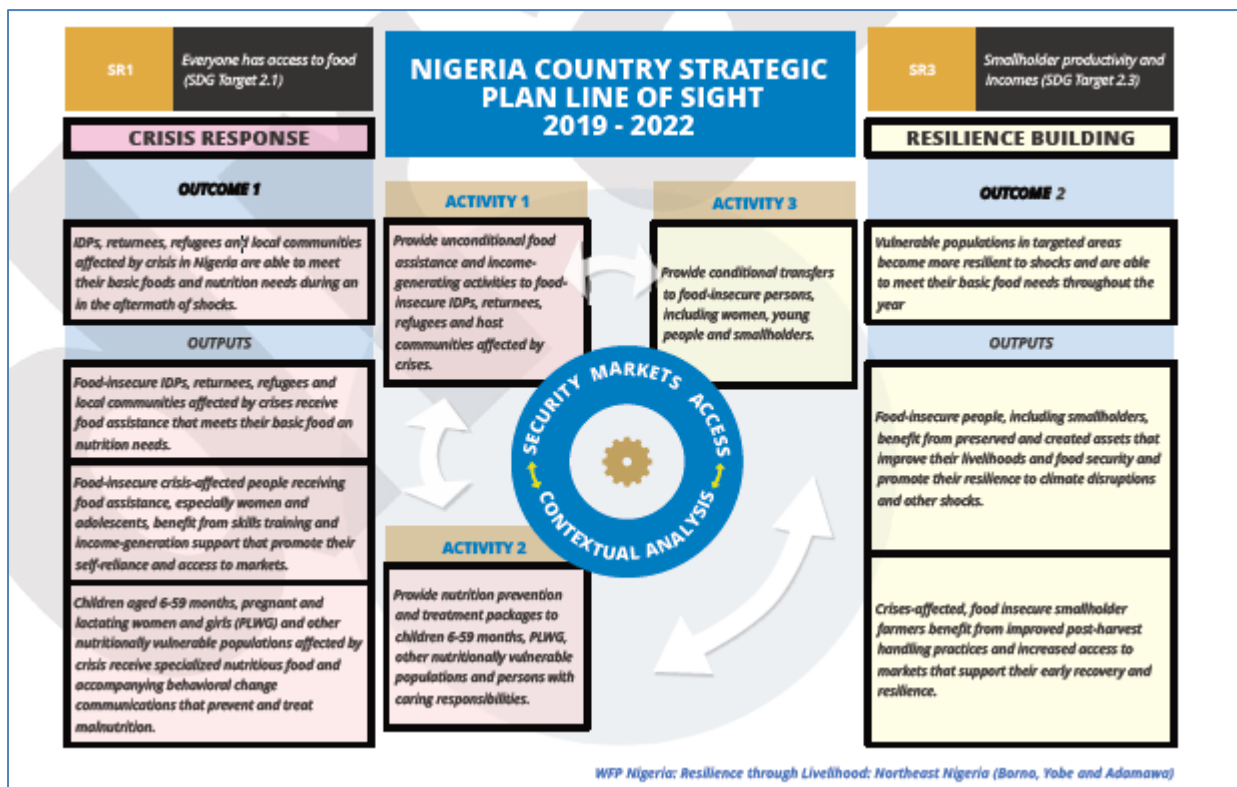 SR1
Everyone has access to food
(SDG Target 2.1)
CRISIS RESPONSE
OUTCOME 1
IDPs, returnees, refugees and local communities
affected by crisis in Nigeria are able to meet
their basic foods and nutrition needs during an
in the aftermath of shocks.
OUTPUTS
Food-insecure IDPs, returnees, refugees and
local communities affected by crises receive
food assistance that meets their basic food an
nutrition needs.
Food-insecure crisis-affected people receiving
food assistance, especially women and
adolescents, benefit from skills training and
income-generation support that promote their
self-reliance and access to markets.
Children aged 6-59 months, pregnant and
lactating women and girls (PLWG) and other
nutritionally vulnerable populations affected by
crisis receive specialized nutritious food and
accompanying behavioral change
communications that prevent and treat
malnutrition.
NIGERIA COUNTRY STRATEGIC
PLAN LINE OF SIGHT
2019 - 2022
ACTIVITY 1
Provide unconditional food
assistance and income-
generating activities to food-
insecure IDPs, returnees,
refugees and host
communities affected by
crises.
ACTIVITY 3
Provide conditional transfers
to food-insecure persons,
including women, young
people and smallholders.
SECURITY MARKETS ACCESS
CONTEXTUAL ANALYSIS
ACTIVITY 2
Provide nutrition prevention
and treatment packages to
children 6-59 months, PLWG,
other nutritionally vulnerable
populations and persons with
caring responsibilities.
SR3
Smallholder productivity and
Incomes (SDG Target 2.3)
RESILIENCE BUILDING
OUTCOME 2
Vulnerable populations in targeted areas
become more resilient to shocks and are able
to meet their basic food needs throughout the
year
OUTPUTS
Food-insecure people, including smallholders,
benefit from preserved and created assets that
improve their livelihoods and food security and
promote their resilience to climate disruptions
and other shocks.
Crises-affected, food insecure smallholder
farmers benefit from improved post-harvest
handling practices and increased access to
markets that support their early recovery and
resilience.
WFP Nigeria: Resilience through Livelihood: Northeast Nigeria (Borno, Yobe and Adamawa)